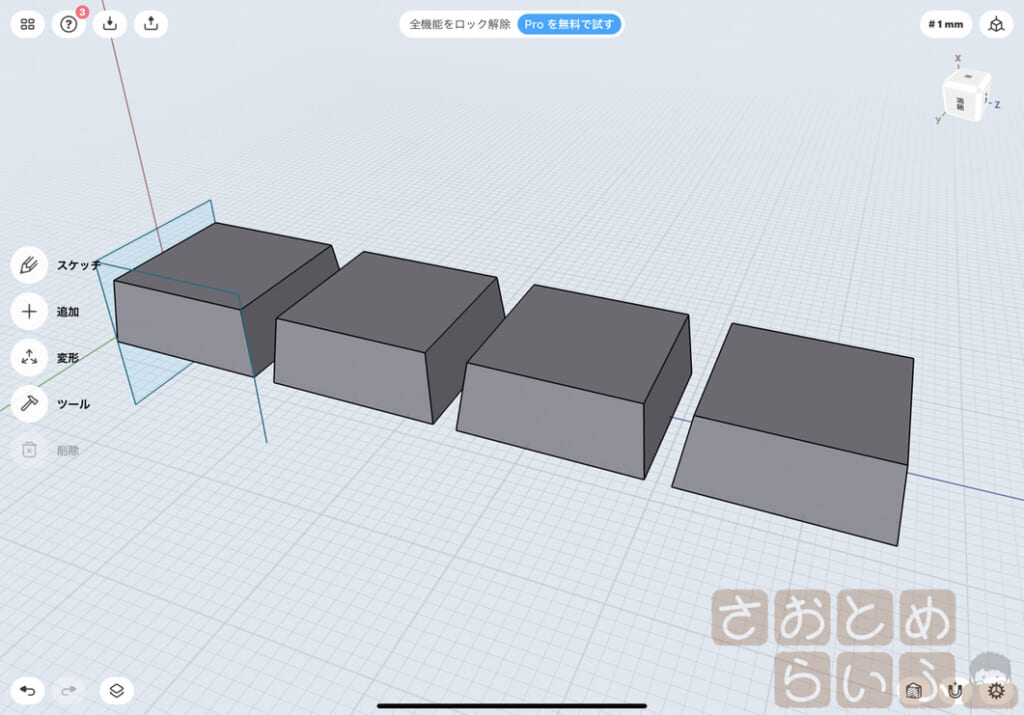 3
全機能をロック解除 Pro を無料で試す
# 1 mm
X
Z
Y
スケッチ
追加
変形
ツール
削除
さおとめ
らいふ